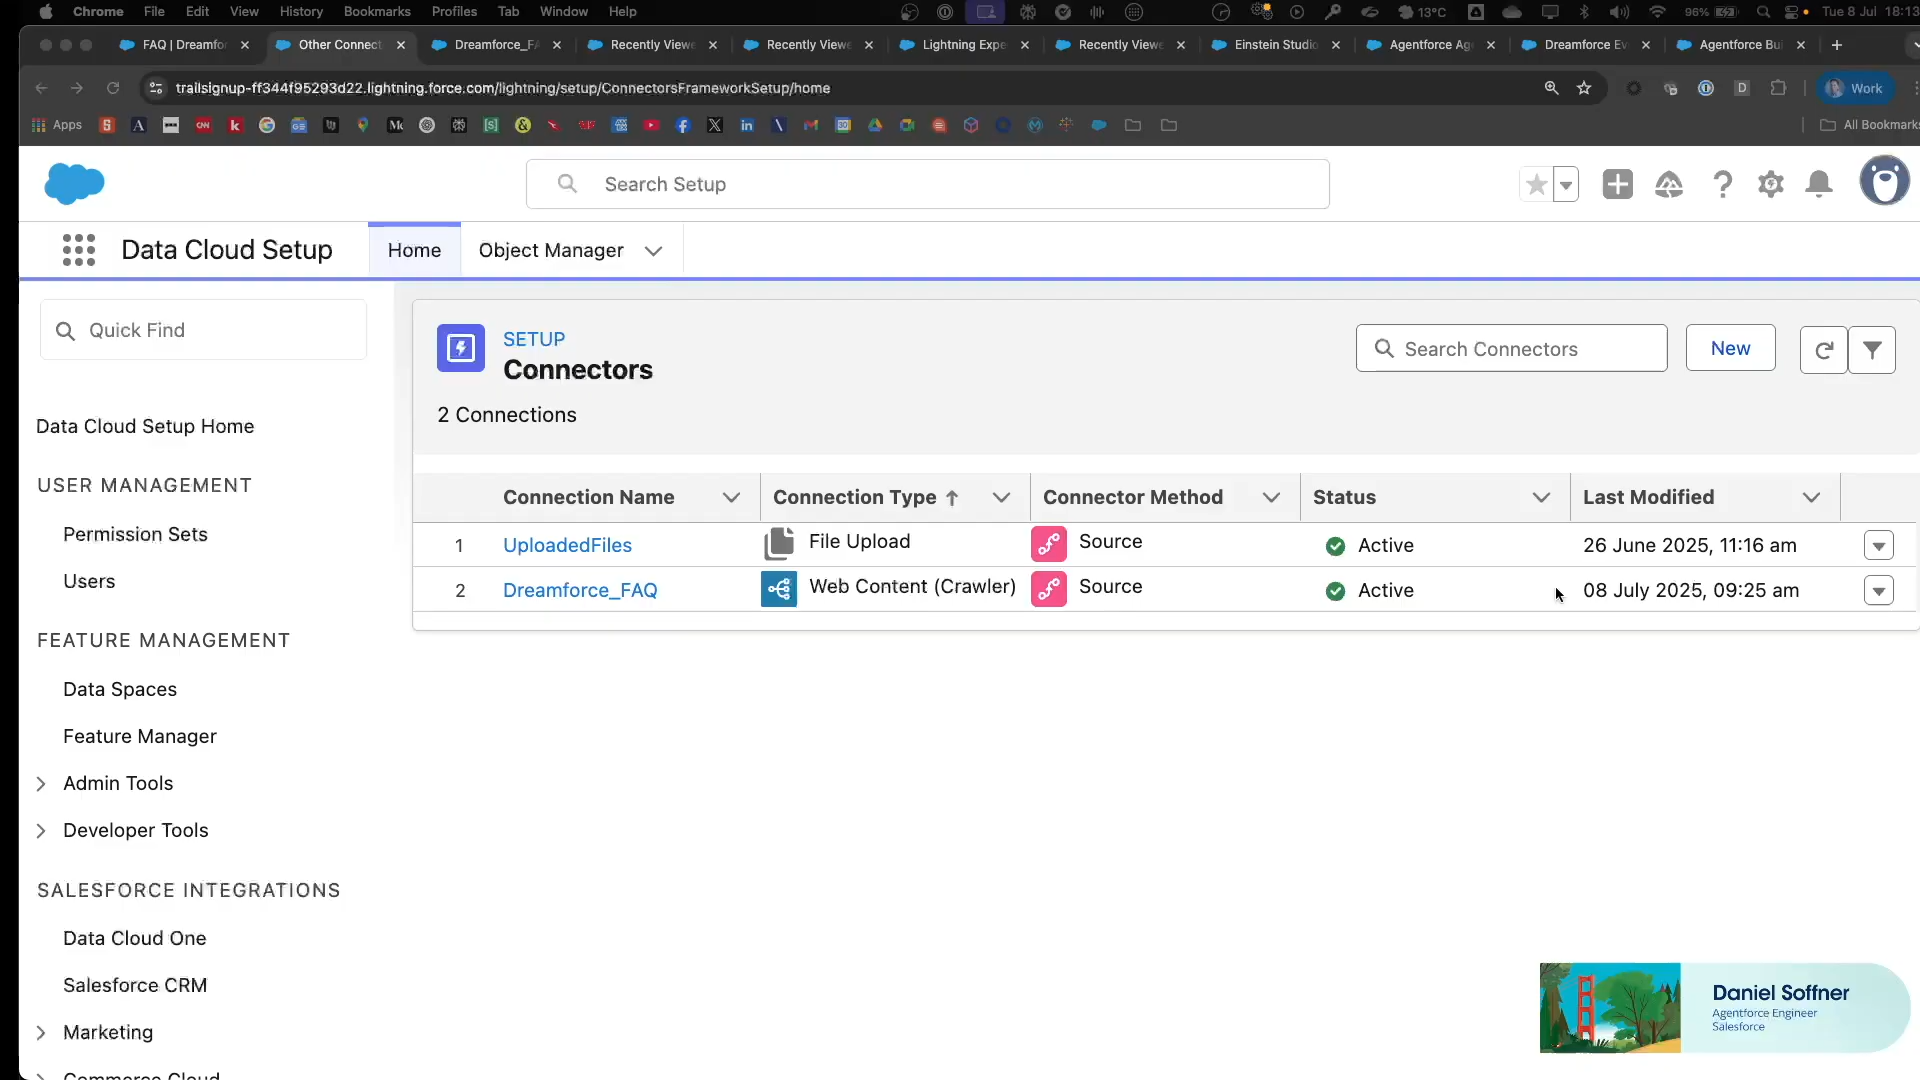 Chrome File Edit View History Bookmarks Profiles Tab Window Help 13°C 96% Tue 8 Jul 18:13
FAQ | Dreamfor Other Connect Dreamforce_FA Recently View Recently View Lightning Expe Recently View Einstein Studio Agentforce Ag Dreamforce Ev Agentforce Bui
trailsignup-ff344f95293d22.lightning.force.com/lightning/setup/ConnectorsFrameworkSetup/home Work
Apps All Bookmarks
Search Setup
Data Cloud Setup Home Object Manager
Quick Find
Data Cloud Setup Home
USER MANAGEMENT
Permission Sets
Users
FEATURE MANAGEMENT
Data Spaces
Feature Manager
Admin Tools
Developer Tools
SALESFORCE INTEGRATIONS
Data Cloud One
Salesforce CRM
Marketing
Commerce Cloud
SETUP
Connectors
Search Connectors New
2 Connections
Connection Name Connection Type Connector Method Status Last Modified
1 UploadedFiles File Upload Source Active 26 June 2025, 11:16 am
2 Dreamforce_FAQ Web Content (Crawler) Source Active 08 July 2025, 09:25 am
Daniel Soffner
Agentforce Engineer
Salesforce